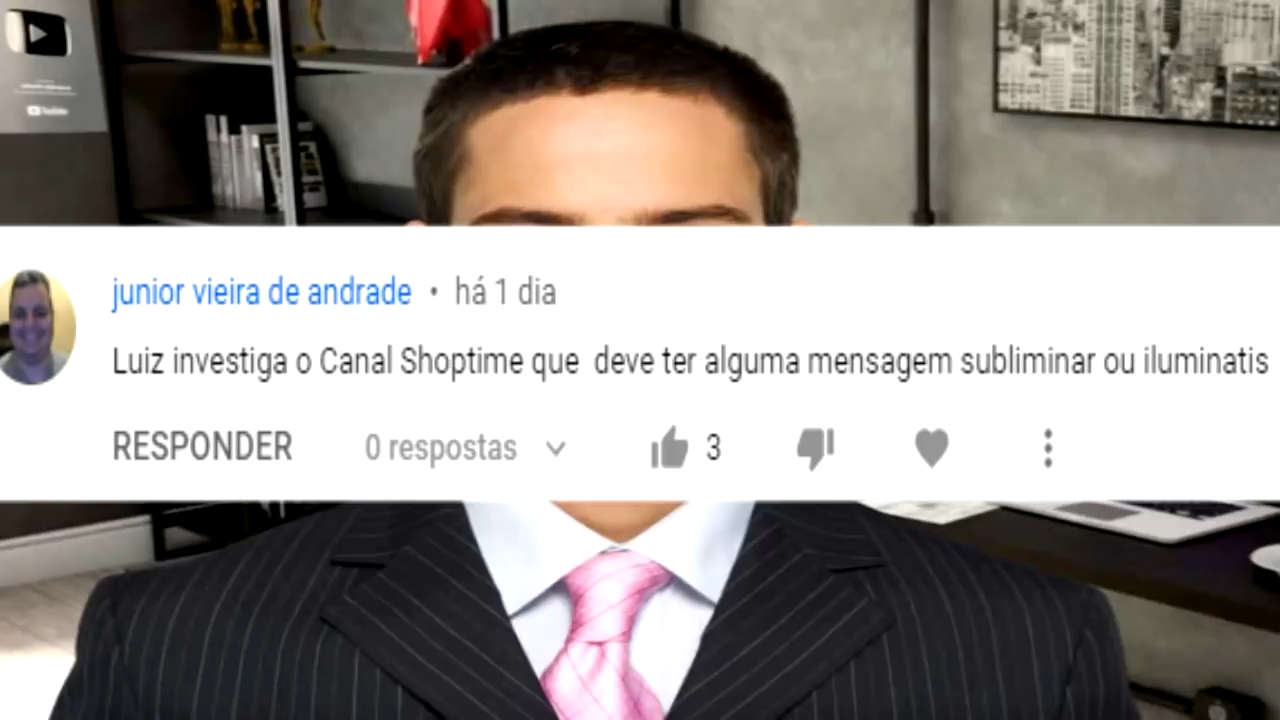 junior vieira de andrade • há 1 dia
Luiz investiga o Canal Shoptime que deve ter alguma mensagem subliminar ou iluminatis
RESPONDER 0 respostas 3